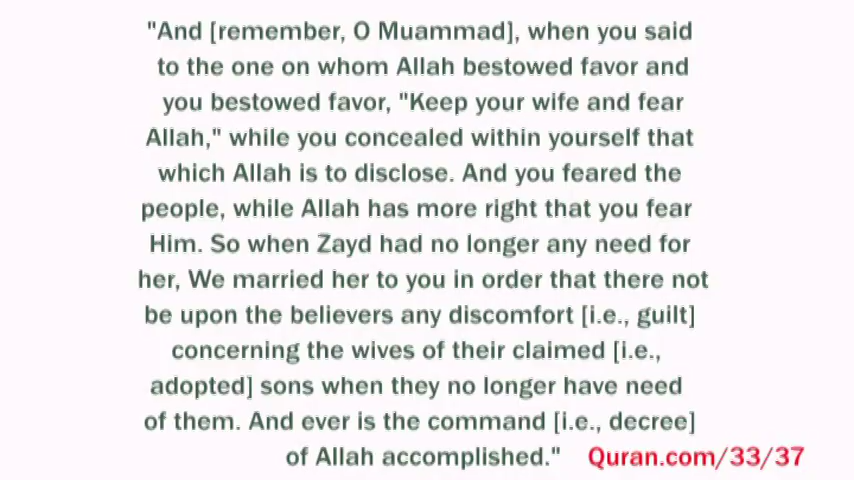 "And [remember, O Muammad], when you said
to the one on whom Allah bestowed favor and
you bestowed favor, "Keep your wife and fear
Allah," while you concealed within yourself that
which Allah is to disclose. And you feared the
people, while Allah has more right that you fear
Him. So when Zayd had no longer any need for
her, We married her to you in order that there not
be upon the believers any discomfort [i.e., guilt]
concerning the wives of their claimed [i.e.,
adopted] sons when they no longer have need
of them. And ever is the command [i.e., decree]
of Allah accomplished." Quran.com/33/37